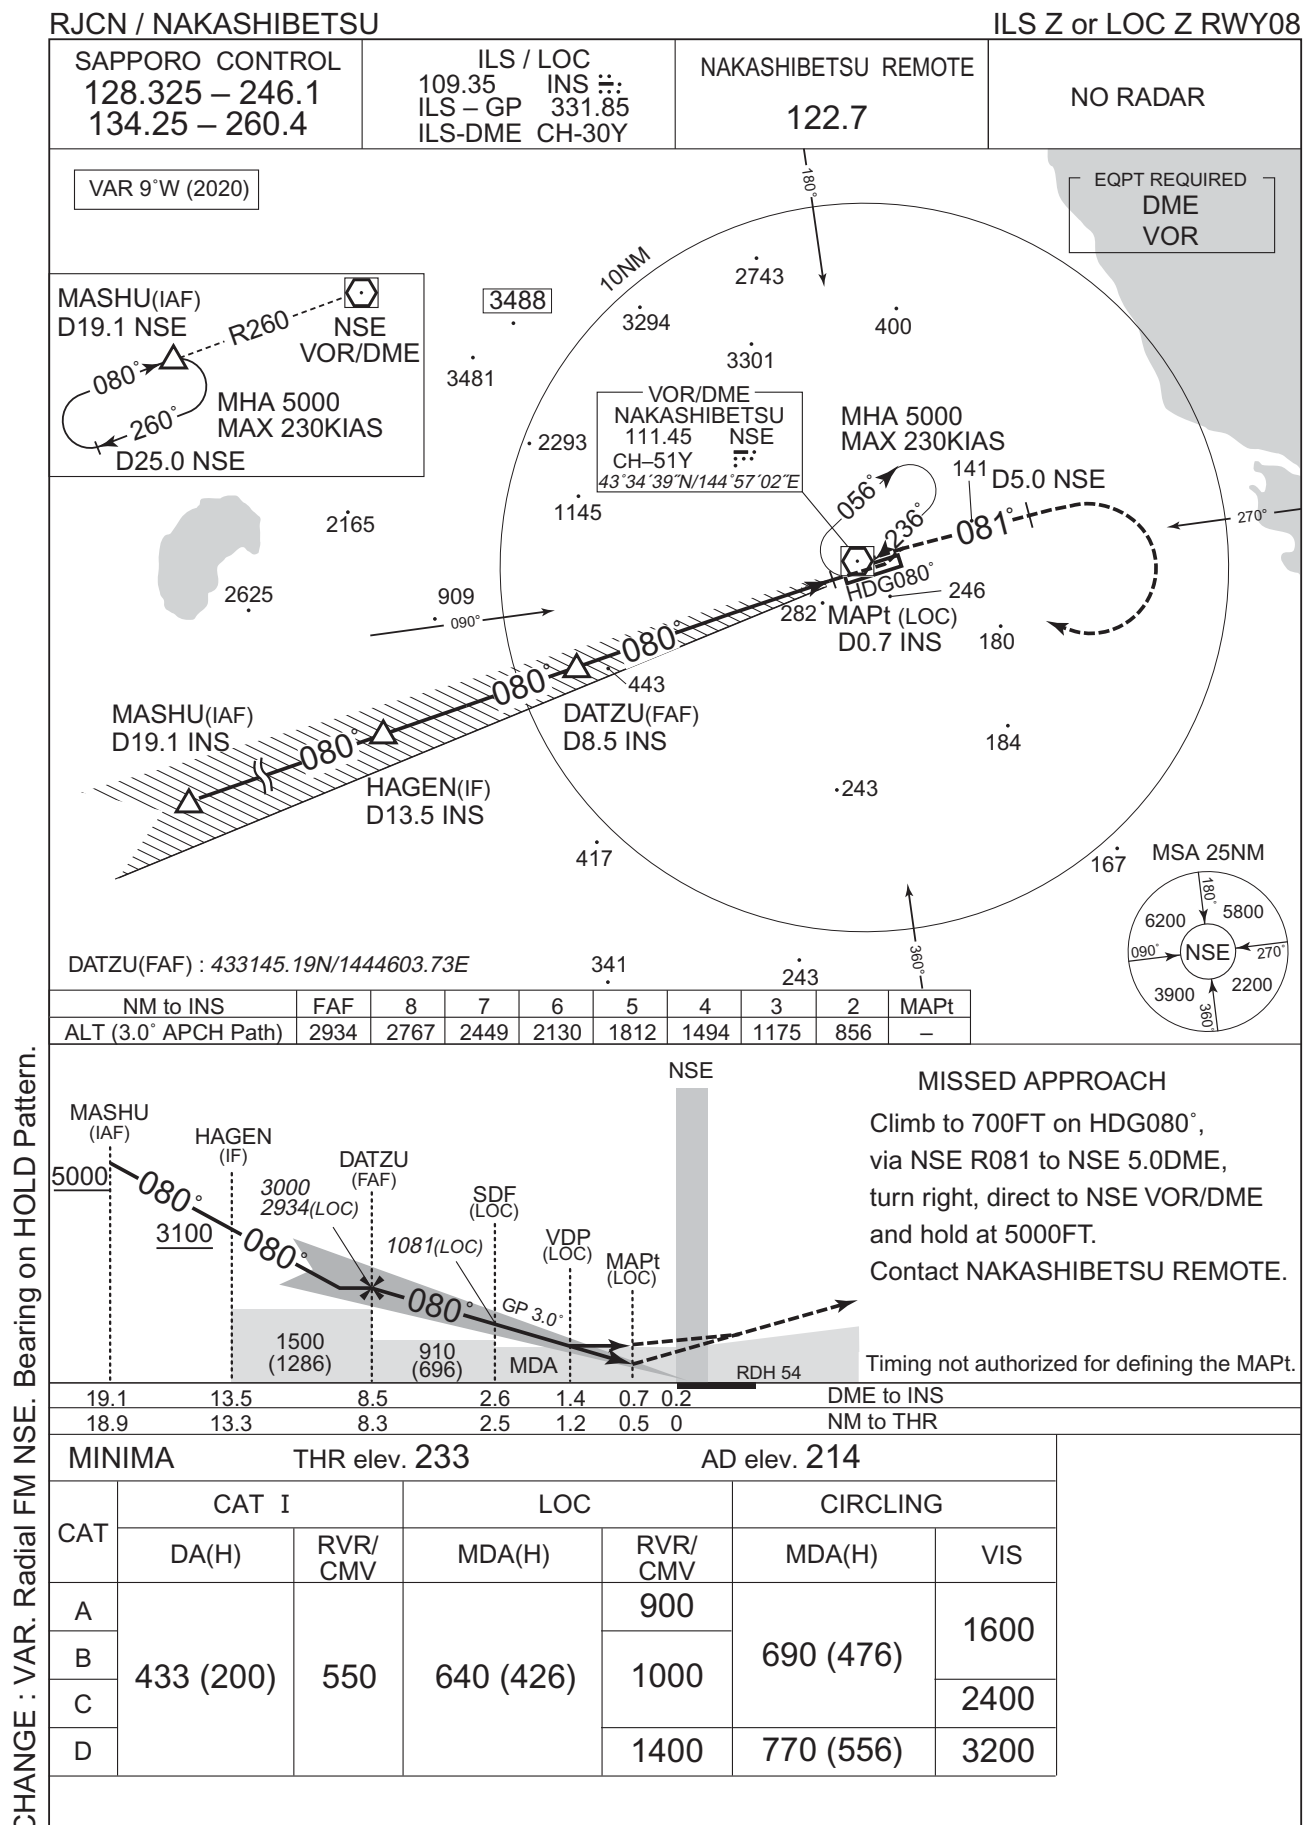 RJCN / NAKASHIBETSU
ILS Z or LOC Z RWY08
SAPPORO CONTROL
128.325 – 246.1
134.25 – 260.4
ILS / LOC
109.35 INS
ILS – GP 331.85
ILS-DME CH-30Y
NAKASHIBETSU REMOTE
122.7
NO RADAR
VAR 9°W (2020)
EQPT REQUIRED
DME
VOR
180°
10NM
2743
3488
3294
400
3301
3481
MASHU(IAF)
D19.1 NSE
R260
NSE
VOR/DME
080°
260°
MHA 5000
MAX 230KIAS
D25.0 NSE
VOR/DME
NAKASHIBETSU
111.45 NSE
CH–51Y
43°34´39˝N/144°57´02˝E
MHA 5000
MAX 230KIAS
2293
141
D5.0 NSE
056°
236°
081°
270°
1145
2165
2625
909
090°
HDG080°
246
282
MAPt (LOC)
D0.7 INS
180
080°
080°
443
DATZU(FAF)
D8.5 INS
MASHU(IAF)
D19.1 INS
080°
HAGEN(IF)
D13.5 INS
184
243
417
167
MSA 25NM
180°
6200
5800
090°
NSE
270°
3900
2200
360°
360°
DATZU(FAF) : 433145.19N/1444603.73E
341
243
NM to INS FAF 8 7 6 5 4 3 2 MAPt
ALT (3.0° APCH Path) 2934 2767 2449 2130 1812 1494 1175 856 –
NSE
MASHU
(IAF)
HAGEN
(IF)
DATZU
(FAF)
SDF
(LOC)
VDP
(LOC)
MAPt
(LOC)
5000
080°
3100
080°
3000
2934(LOC)
1081(LOC)
080°
GP 3.0°
1500
(1286)
910
(696)
MDA
RDH 54
MISSED APPROACH
Climb to 700FT on HDG080°,
via NSE R081 to NSE 5.0DME,
turn right, direct to NSE VOR/DME
and hold at 5000FT.
Contact NAKASHIBETSU REMOTE.
Timing not authorized for defining the MAPt.
19.1 13.5 8.5 2.6 1.4 0.7 0.2 DME to INS
18.9 13.3 8.3 2.5 1.2 0.5 0 NM to THR
MINIMA THR elev. 233 AD elev. 214
CAT
CAT I
LOC
CIRCLING
DA(H)
RVR/
CMV
MDA(H)
RVR/
CMV
MDA(H)
VIS
A
B
C
D
433 (200)
550
640 (426)
900
1000
1400
690 (476)
770 (556)
1600
2400
3200
CHANGE : VAR. Radial FM NSE. Bearing on HOLD Pattern.